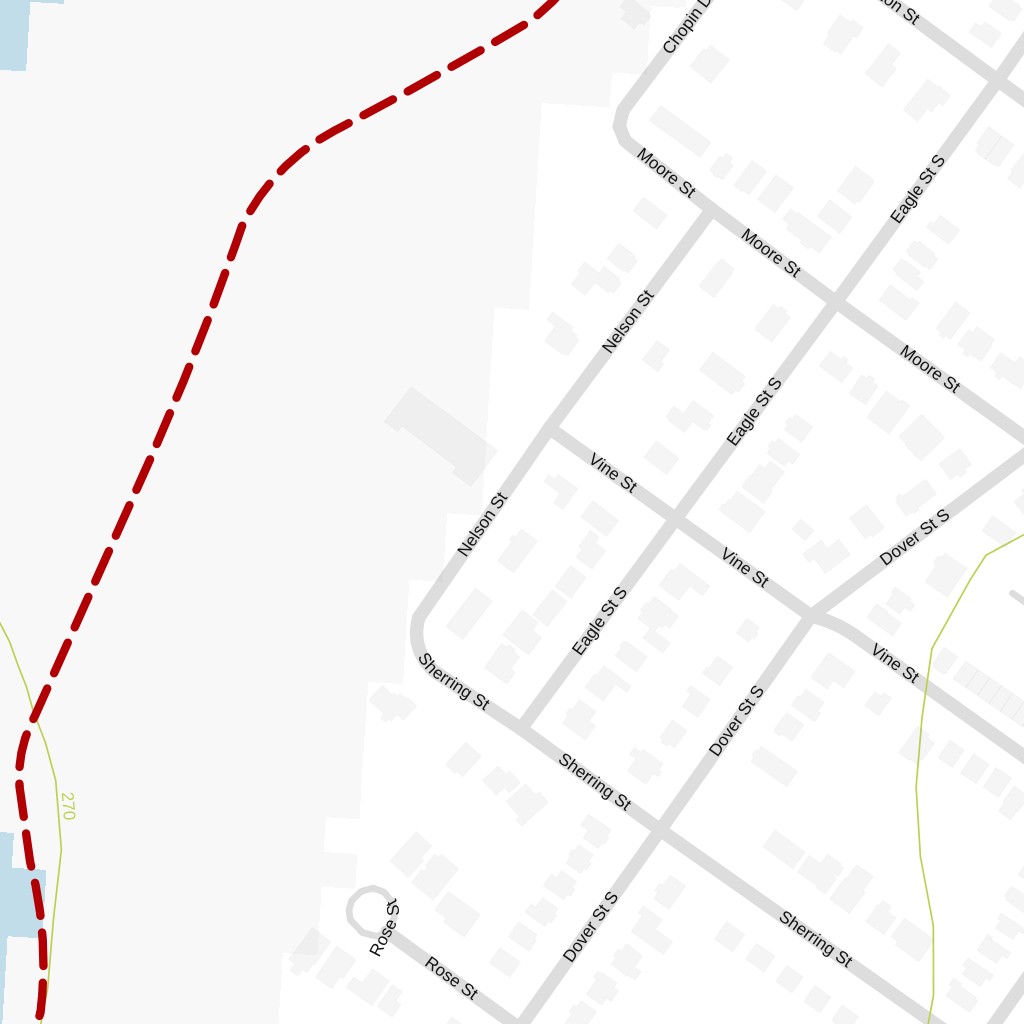 Chopin D
on St
Moore St
Eagle St S
Moore St
Nelson St
Moore St
Eagle St S
Vine St
Nelson St
Dover St S
Vine St
Eagle St S
Vine St
Sherring St
Dover St S
Sherring St
270
Rose St
Dover St S
Sherring St
Rose St